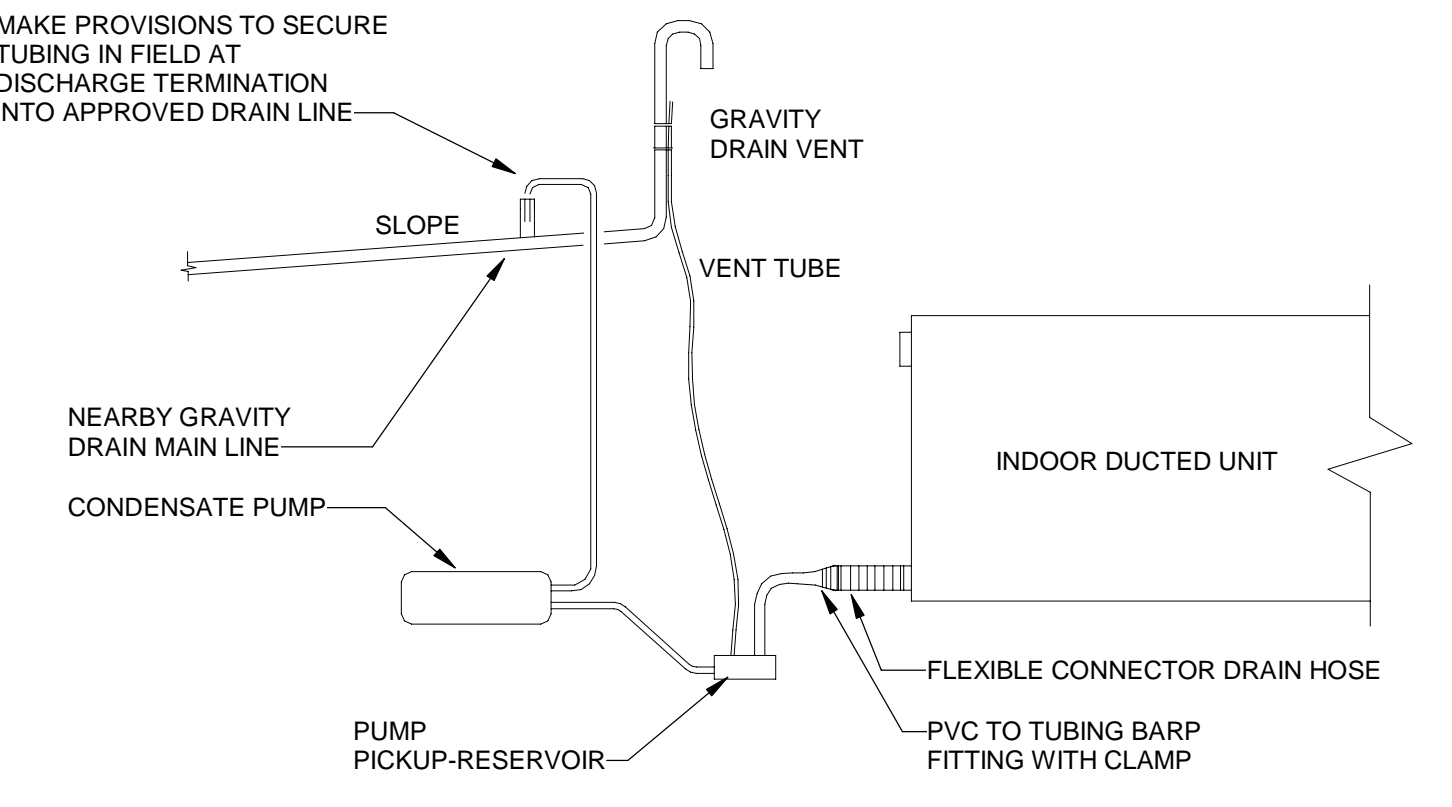 MAKE PROVISIONS TO SECURE
TUBING IN FIELD AT
DISCHARGE TERMINATION
INTO APPROVED DRAIN LINE
GRAVITY
DRAIN VENT
SLOPE
VENT TUBE
NEARBY GRAVITY
DRAIN MAIN LINE
INDOOR DUCTED UNIT
CONDENSATE PUMP
FLEXIBLE CONNECTOR DRAIN HOSE
PUMP
PICKUP-RESERVOIR
PVC TO TUBING BARP
FITTING WITH CLAMP